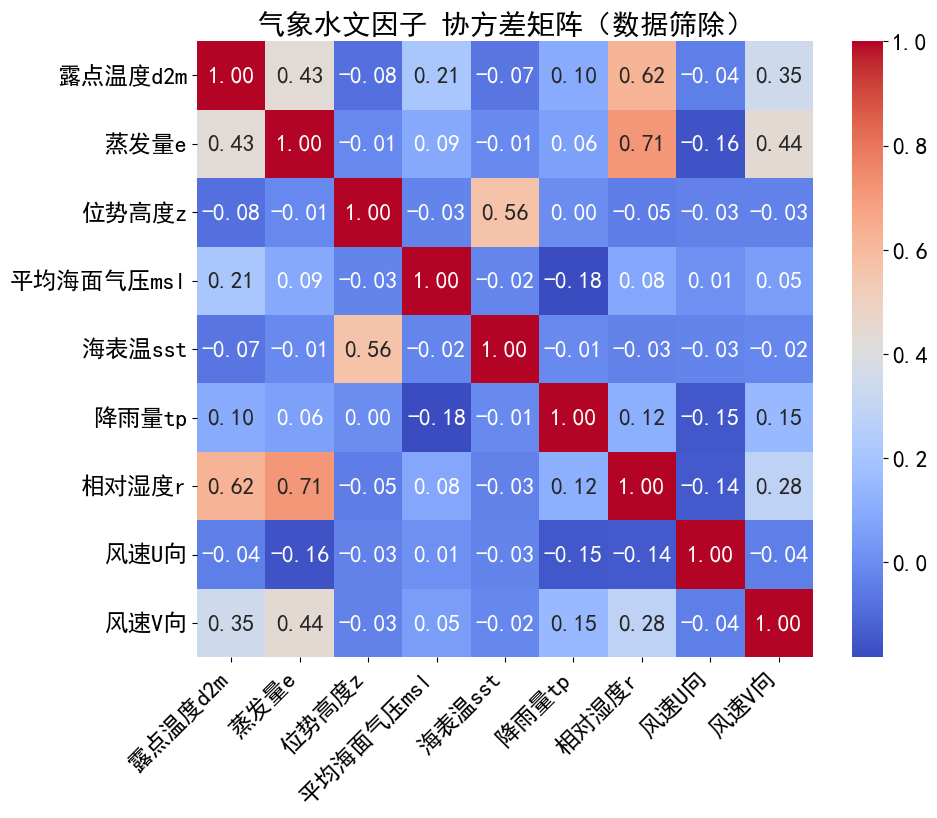 气象水文因子 协方差矩阵（数据筛除）
露点温度d2m 1.00 0.43 -0.08 0.21 -0.07 0.10 0.62 -0.04 0.35
蒸发量e 0.43 1.00 -0.01 0.09 -0.01 0.06 0.71 -0.16 0.44
位势高度z -0.08 -0.01 1.00 -0.03 0.56 0.00 -0.05 -0.03 -0.03
平均海面气压msl 0.21 0.09 -0.03 1.00 -0.02 -0.18 0.08 0.01 0.05
海表温sst -0.07 -0.01 0.56 -0.02 1.00 -0.01 -0.03 -0.03 -0.02
降雨量tp 0.10 0.06 0.00 -0.18 -0.01 1.00 0.12 -0.15 0.15
相对湿度r 0.62 0.71 -0.05 0.08 -0.03 0.12 1.00 -0.14 0.28
风速U向 -0.04 -0.16 -0.03 0.01 -0.03 -0.15 -0.14 1.00 -0.04
风速V向 0.35 0.44 -0.03 0.05 -0.02 0.15 0.28 -0.04 1.00
露点温度d2m
蒸发量e
位势高度z
平均海面气压msl
海表温sst
降雨量tp
相对湿度r
风速U向
风速V向
1.0
0.8
0.6
0.4
0.2
0.0